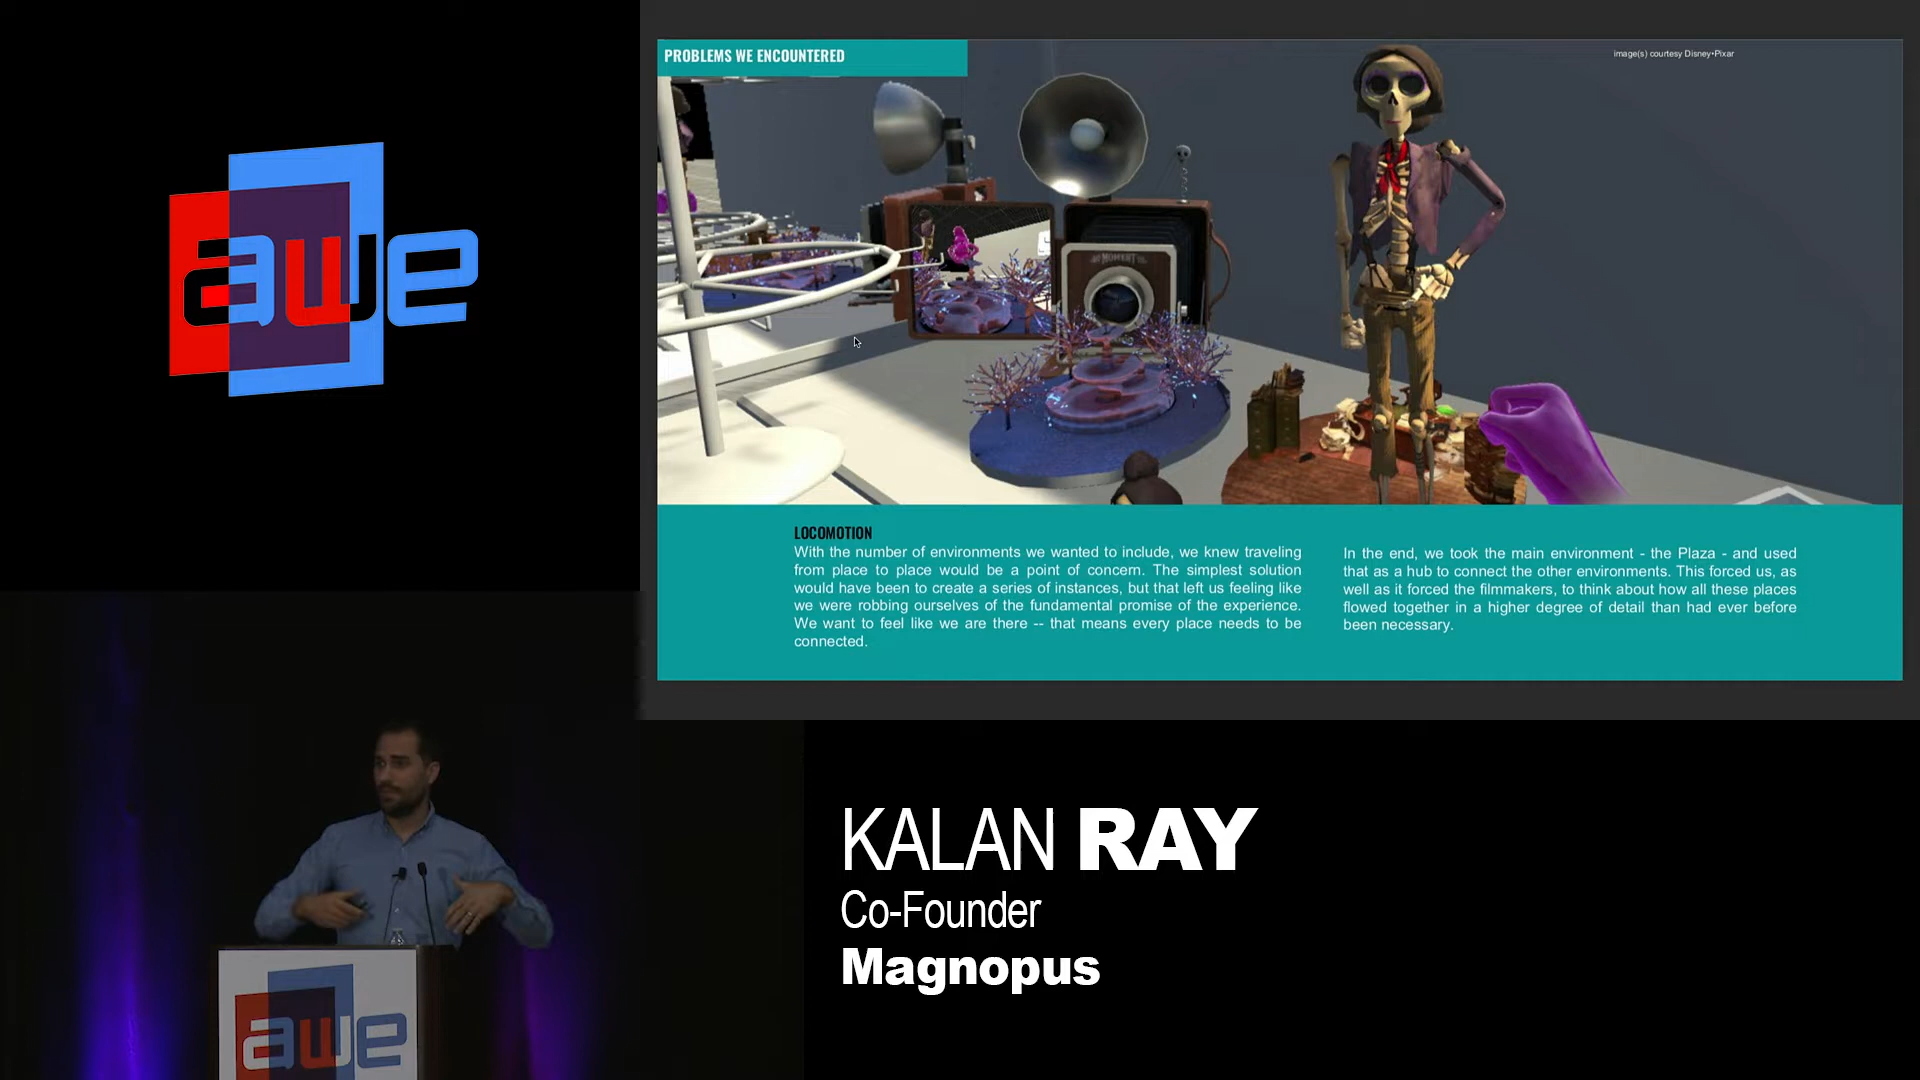 awe
PROBLEMS WE ENCOUNTERED
image(s) courtesy Disney•Pixar
MOMENT
LOCOMOTION
With the number of environments we wanted to include, we knew traveling
from place to place would be a point of concern. The simplest solution
would have been to create a series of instances, but that left us feeling like
we were robbing ourselves of the fundamental promise of the experience.
We want to feel like we are there -- that means every place needs to be
connected.
In the end, we took the main environment - the Plaza - and used
that as a hub to connect the other environments. This forced us, as
well as it forced the filmmakers, to think about how all these places
flowed together in a higher degree of detail than had ever before
been necessary.
KALAN RAY
Co-Founder
Magnopus
awe